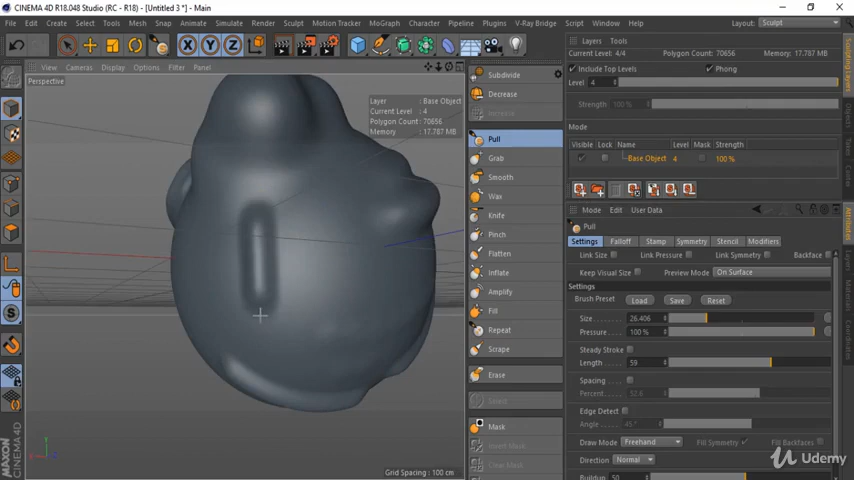 CINEMA 4D R18.048 Studio (RC - R18) - [Untitled 3 *] - Main
File Edit Create Select Tools Mesh Snap Animate Simulate Render Sculpt Motion Tracker MoGraph Character Pipeline Plugins V-Ray Bridge Script Window Help Layout: Sculpt
X Y Z
View Cameras Display Options Filter Panel
Perspective
Layer : Base Object
Current Level: 4
Polygon Count: 70656
Memory : 17.787 MB
Grid Spacing : 100 cm
MAXON
CINEMA 4D
Subdivide
Decrease
Increase
Pull
Grab
Smooth
Wax
Knife
Pinch
Flatten
Inflate
Amplify
Fill
Repeat
Scrape
Erase
Select
Mask
Invert Mask
Clear Mask
Layers Tools
Current Level: 4/4 Polygon Count: 70656 Memory: 17.787 MB
Include Top Levels Phong
Level 4
Strength 100 %
Mode
Visible Lock Name Level Mask Strength
Base Object 4 100 %
Mode Edit User Data
Pull
Settings Falloff Stamp Symmetry Stencil Modifiers
Link Size Link Pressure Link Symmetry Backface
Keep Visual Size Preview Mode On Surface
Settings
Brush Preset Load Save Reset
Size 26.406
Pressure 100 %
Steady Stroke
Length 59
Spacing
Percent
Edge Detect
Angle 45°
Draw Mode Freehand Fill Symmetry Fill Backfaces
Direction Normal
Buildup 50
Sculpting Layers
Objects
Takes
Attributes
Layers
Materials
Coordinates
Udemy